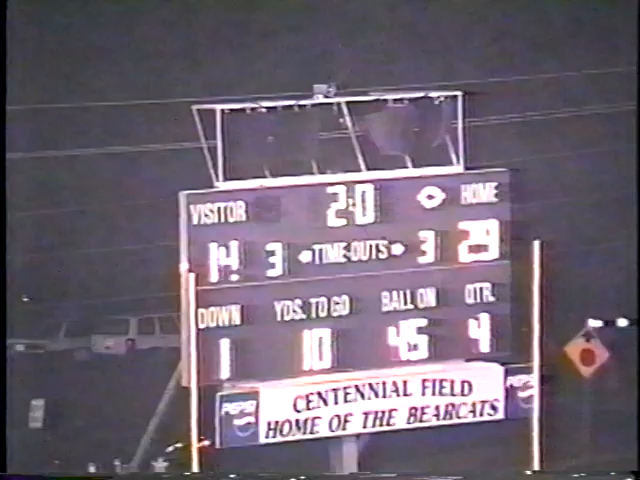 VISITOR 2:0 HOME
14 3 TIME-OUTS 3 29
DOWN YDS. TO GO BALL ON QTR.
1 10 45 4
PEPSI CENTENNIAL FIELD PEPSI
HOME OF THE BEARCATS